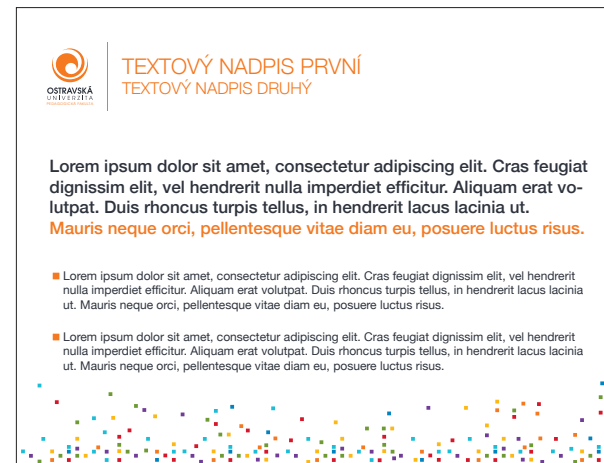 OSTRAVSKÁ
UNIVERZITA
PEDAGOGICKÁ FAKULTA
TEXTOVÝ NADPIS PRVNÍ
TEXTOVÝ NADPIS DRUHÝ
Lorem ipsum dolor sit amet, consectetur adipiscing elit. Cras feugiat
dignissim elit, vel hendrerit nulla imperdiet efficitur. Aliquam erat vo-
lutpat. Duis rhoncus turpis tellus, in hendrerit lacus lacinia ut.
Mauris neque orci, pellentesque vitae diam eu, posuere luctus risus.
Lorem ipsum dolor sit amet, consectetur adipiscing elit. Cras feugiat dignissim elit, vel hendrerit
nulla imperdiet efficitur. Aliquam erat volutpat. Duis rhoncus turpis tellus, in hendrerit lacus lacinia
ut. Mauris neque orci, pellentesque vitae diam eu, posuere luctus risus.
Lorem ipsum dolor sit amet, consectetur adipiscing elit. Cras feugiat dignissim elit, vel hendrerit
nulla imperdiet efficitur. Aliquam erat volutpat. Duis rhoncus turpis tellus, in hendrerit lacus lacinia
ut. Mauris neque orci, pellentesque vitae diam eu, posuere luctus risus.